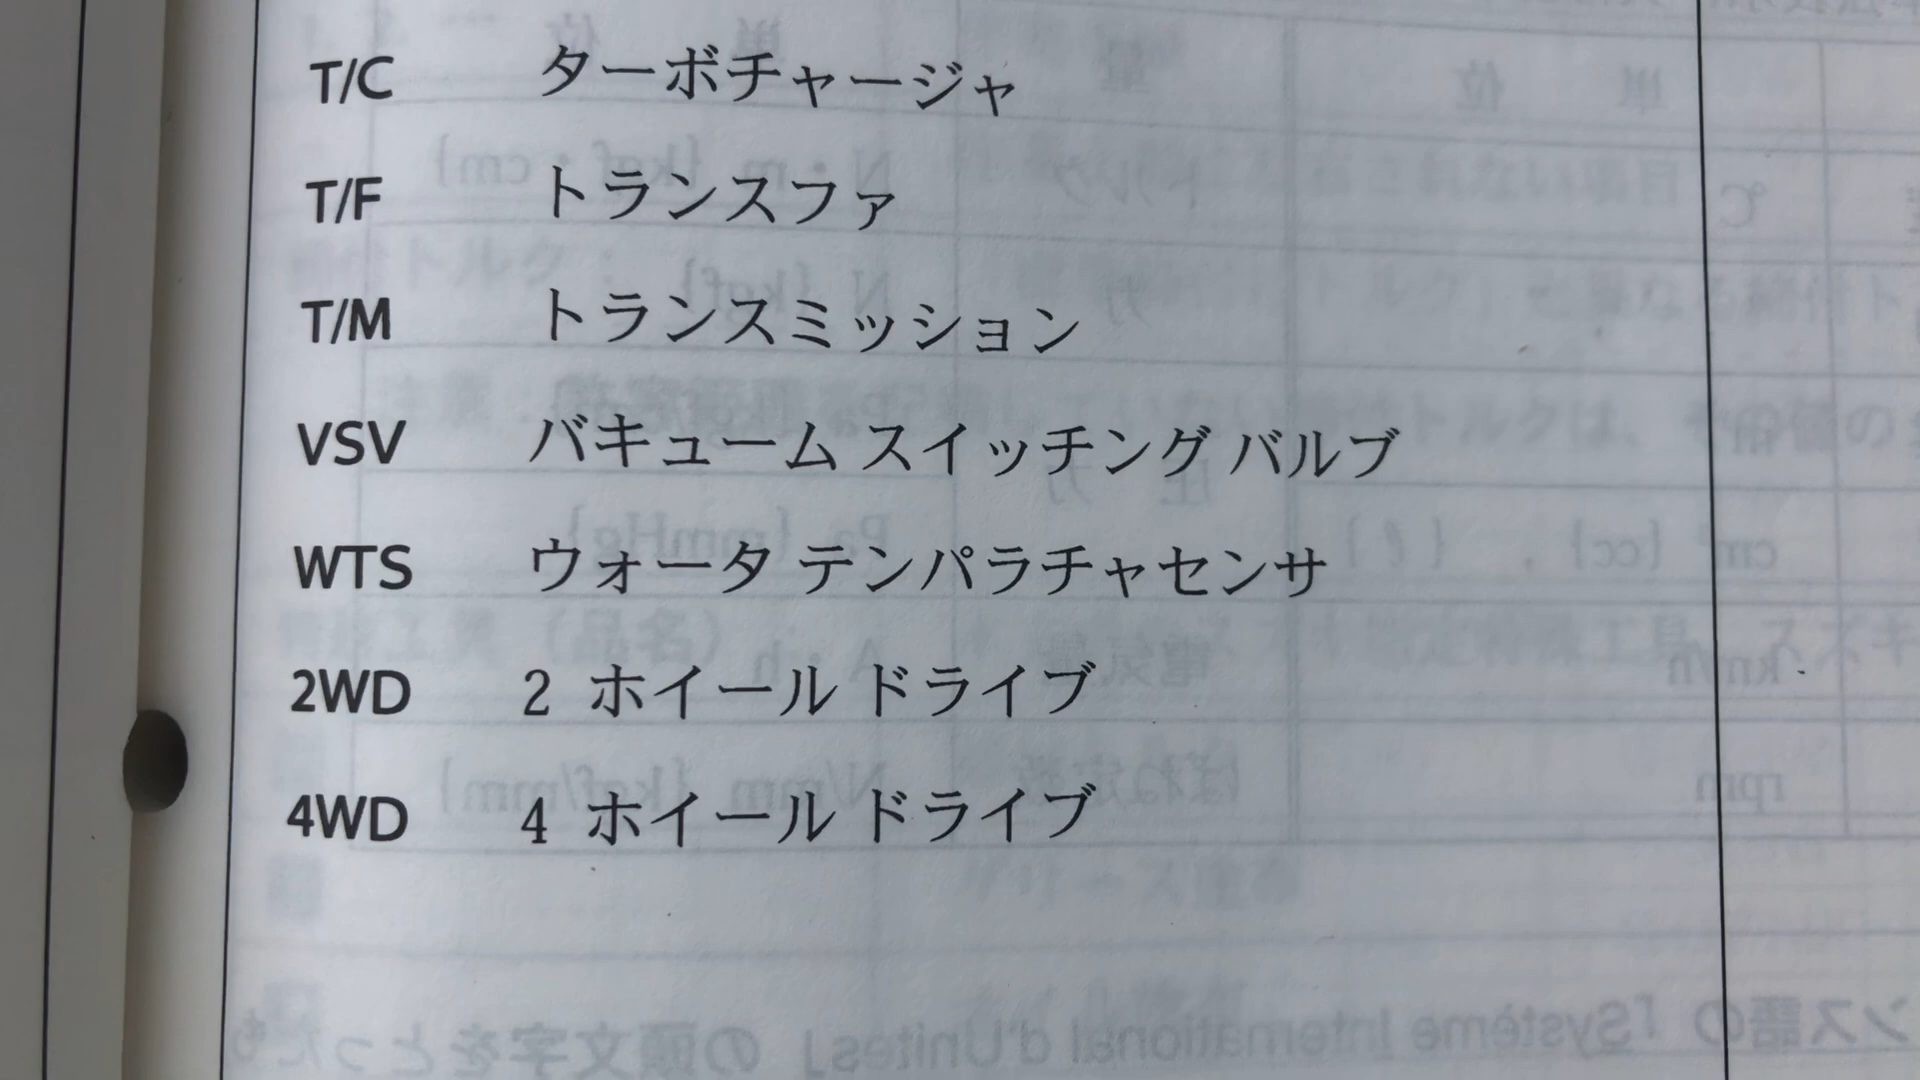 T/C ターボチャージャ
T/F トランスファ
T/M トランスミッション
VSV バキューム スイッチング バルブ
WTS ウォータ テンパラチャセンサ
2WD 2 ホイール ドライブ
4WD 4 ホイール ドライブ